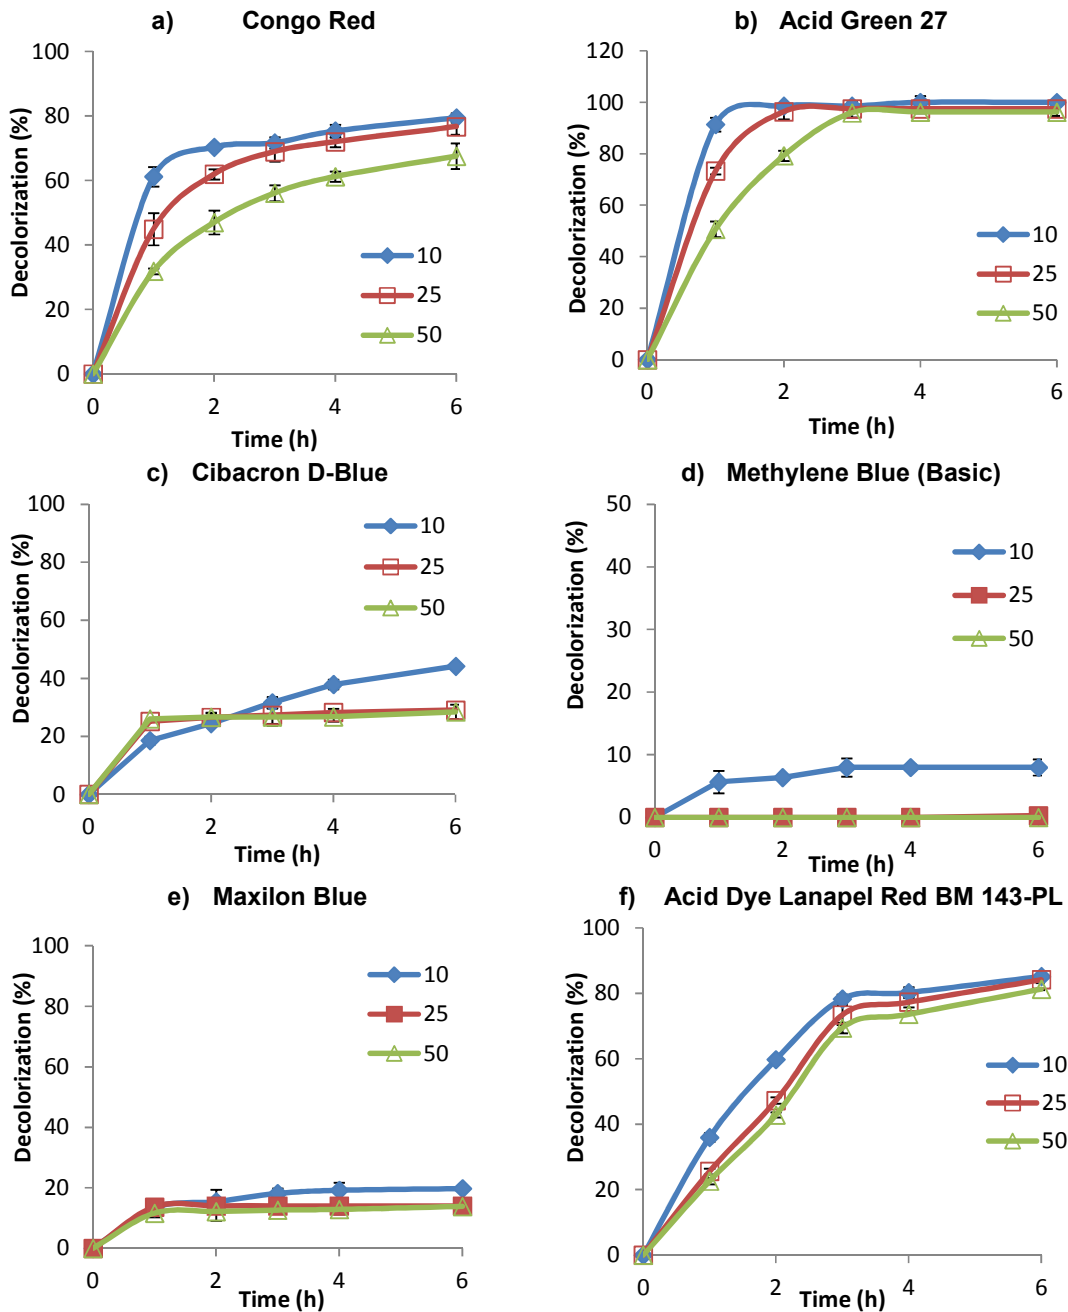 a) Congo Red
Decolorization (%)
100
80
60
40
20
0
0 2 4 6
Time (h)
10
25
50
b) Acid Green 27
Decolorization (%)
120
100
80
60
40
20
0
0 2 4 6
Time (h)
10
25
50
c) Cibacron D-Blue
Decolorization (%)
100
80
60
40
20
0
0 2 4 6
Time (h)
10
25
50
d) Methylene Blue (Basic)
Decolorization (%)
50
40
30
20
10
0
0 2 4 6
Time (h)
10
25
50
e) Maxilon Blue
Decolorization (%)
100
80
60
40
20
0
0 2 4 6
Time (h)
10
25
50
f) Acid Dye Lanapel Red BM 143-PL
Decolorization (%)
100
80
60
40
20
0
0 2 4 6
Time (h)
10
25
50